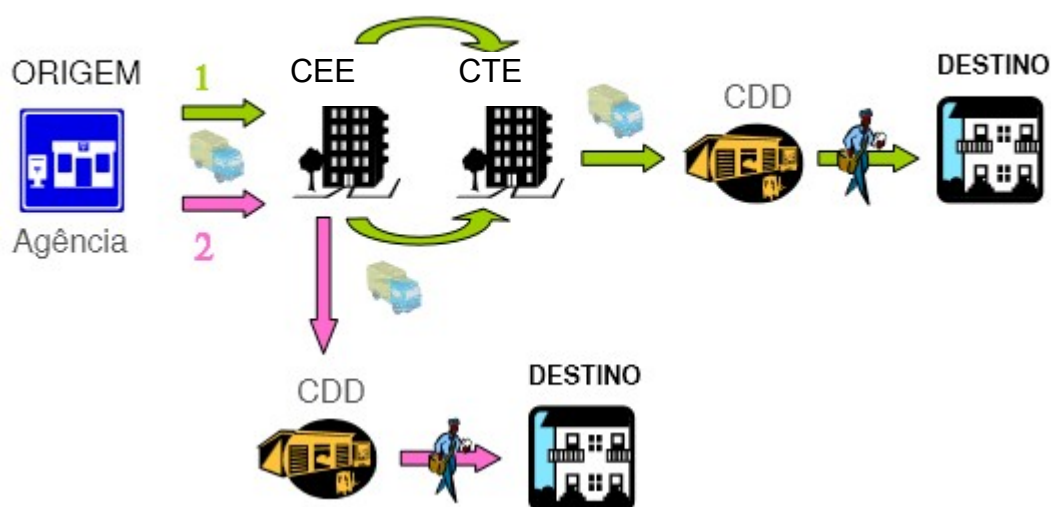 ORIGEM
Agência
1
2
CEE
CTE
CDD
DESTINO
CDD
DESTINO